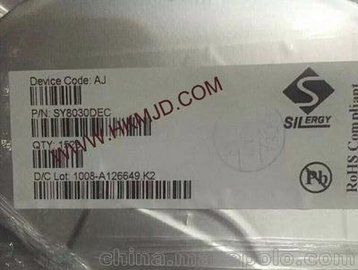 Device Code: AJ
P/N: SY8030DEC
WWW.HKMJD.COM
QTY:
D/C Lot: 1008-A126649.K2
SILERGY
Pb
RoHS Compliant
china.makepolo.com